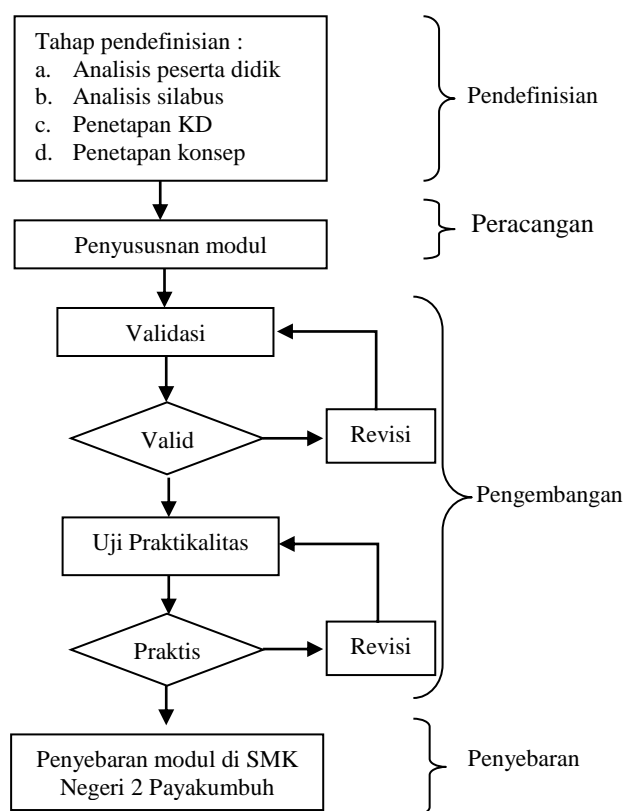 Tahap pendefinisian :
a. Analisis peserta didik
b. Analisis silabus
c. Penetapan KD
d. Penetapan konsep
Pendefinisian
Penyususnan modul
Peracangan
Validasi
Valid
Revisi
Pengembangan
Uji Praktikalitas
Praktis
Revisi
Penyebaran modul di SMK
Negeri 2 Payakumbuh
Penyebaran